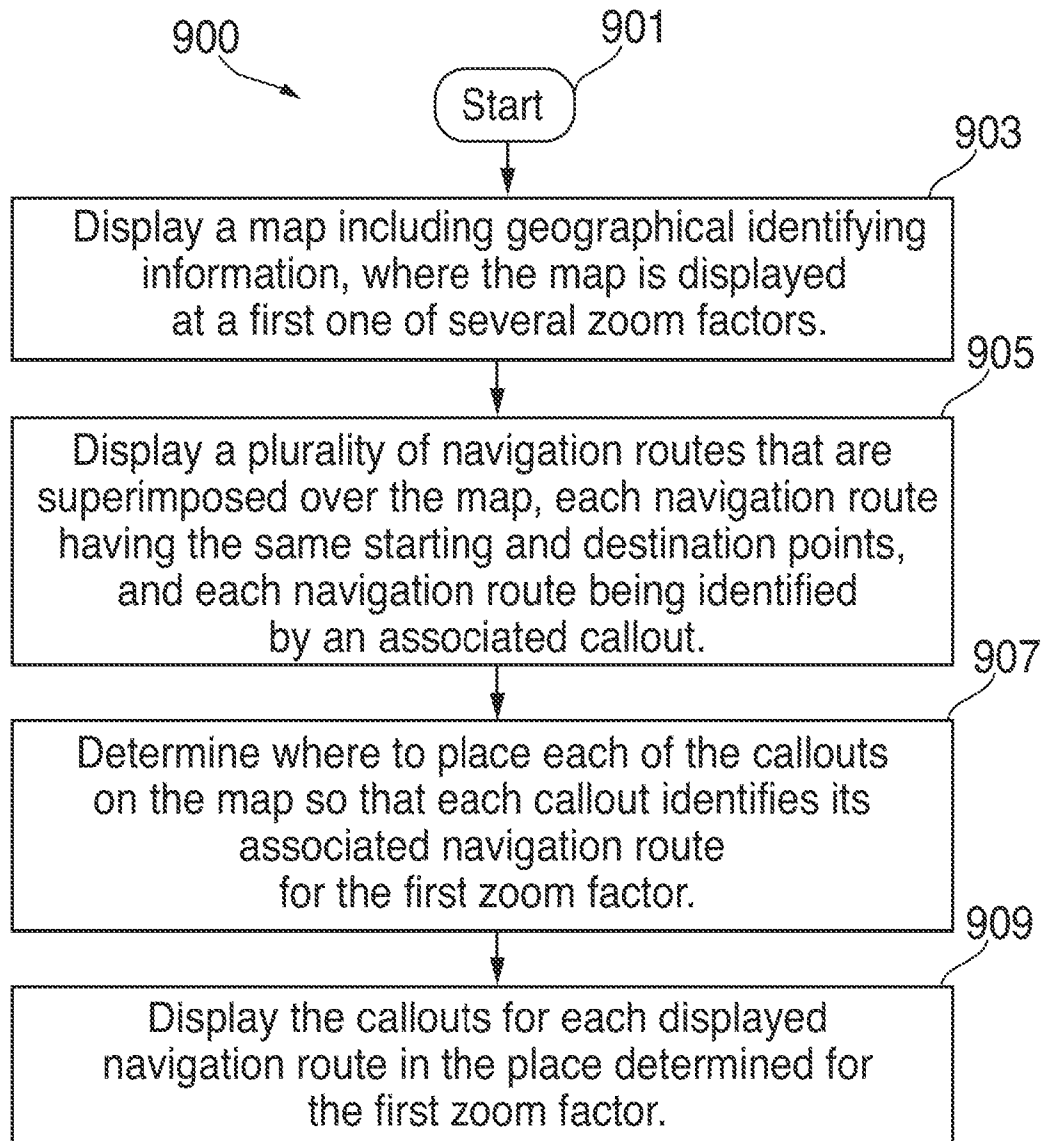 900
901
Start
903
Display a map including geographical identifying
information, where the map is displayed
at a first one of several zoom factors.
905
Display a plurality of navigation routes that are
superimposed over the map, each navigation route
having the same starting and destination points,
and each navigation route being identified
by an associated callout.
907
Determine where to place each of the callouts
on the map so that each callout identifies its
associated navigation route
for the first zoom factor.
909
Display the callouts for each displayed
navigation route in the place determined for
the first zoom factor.